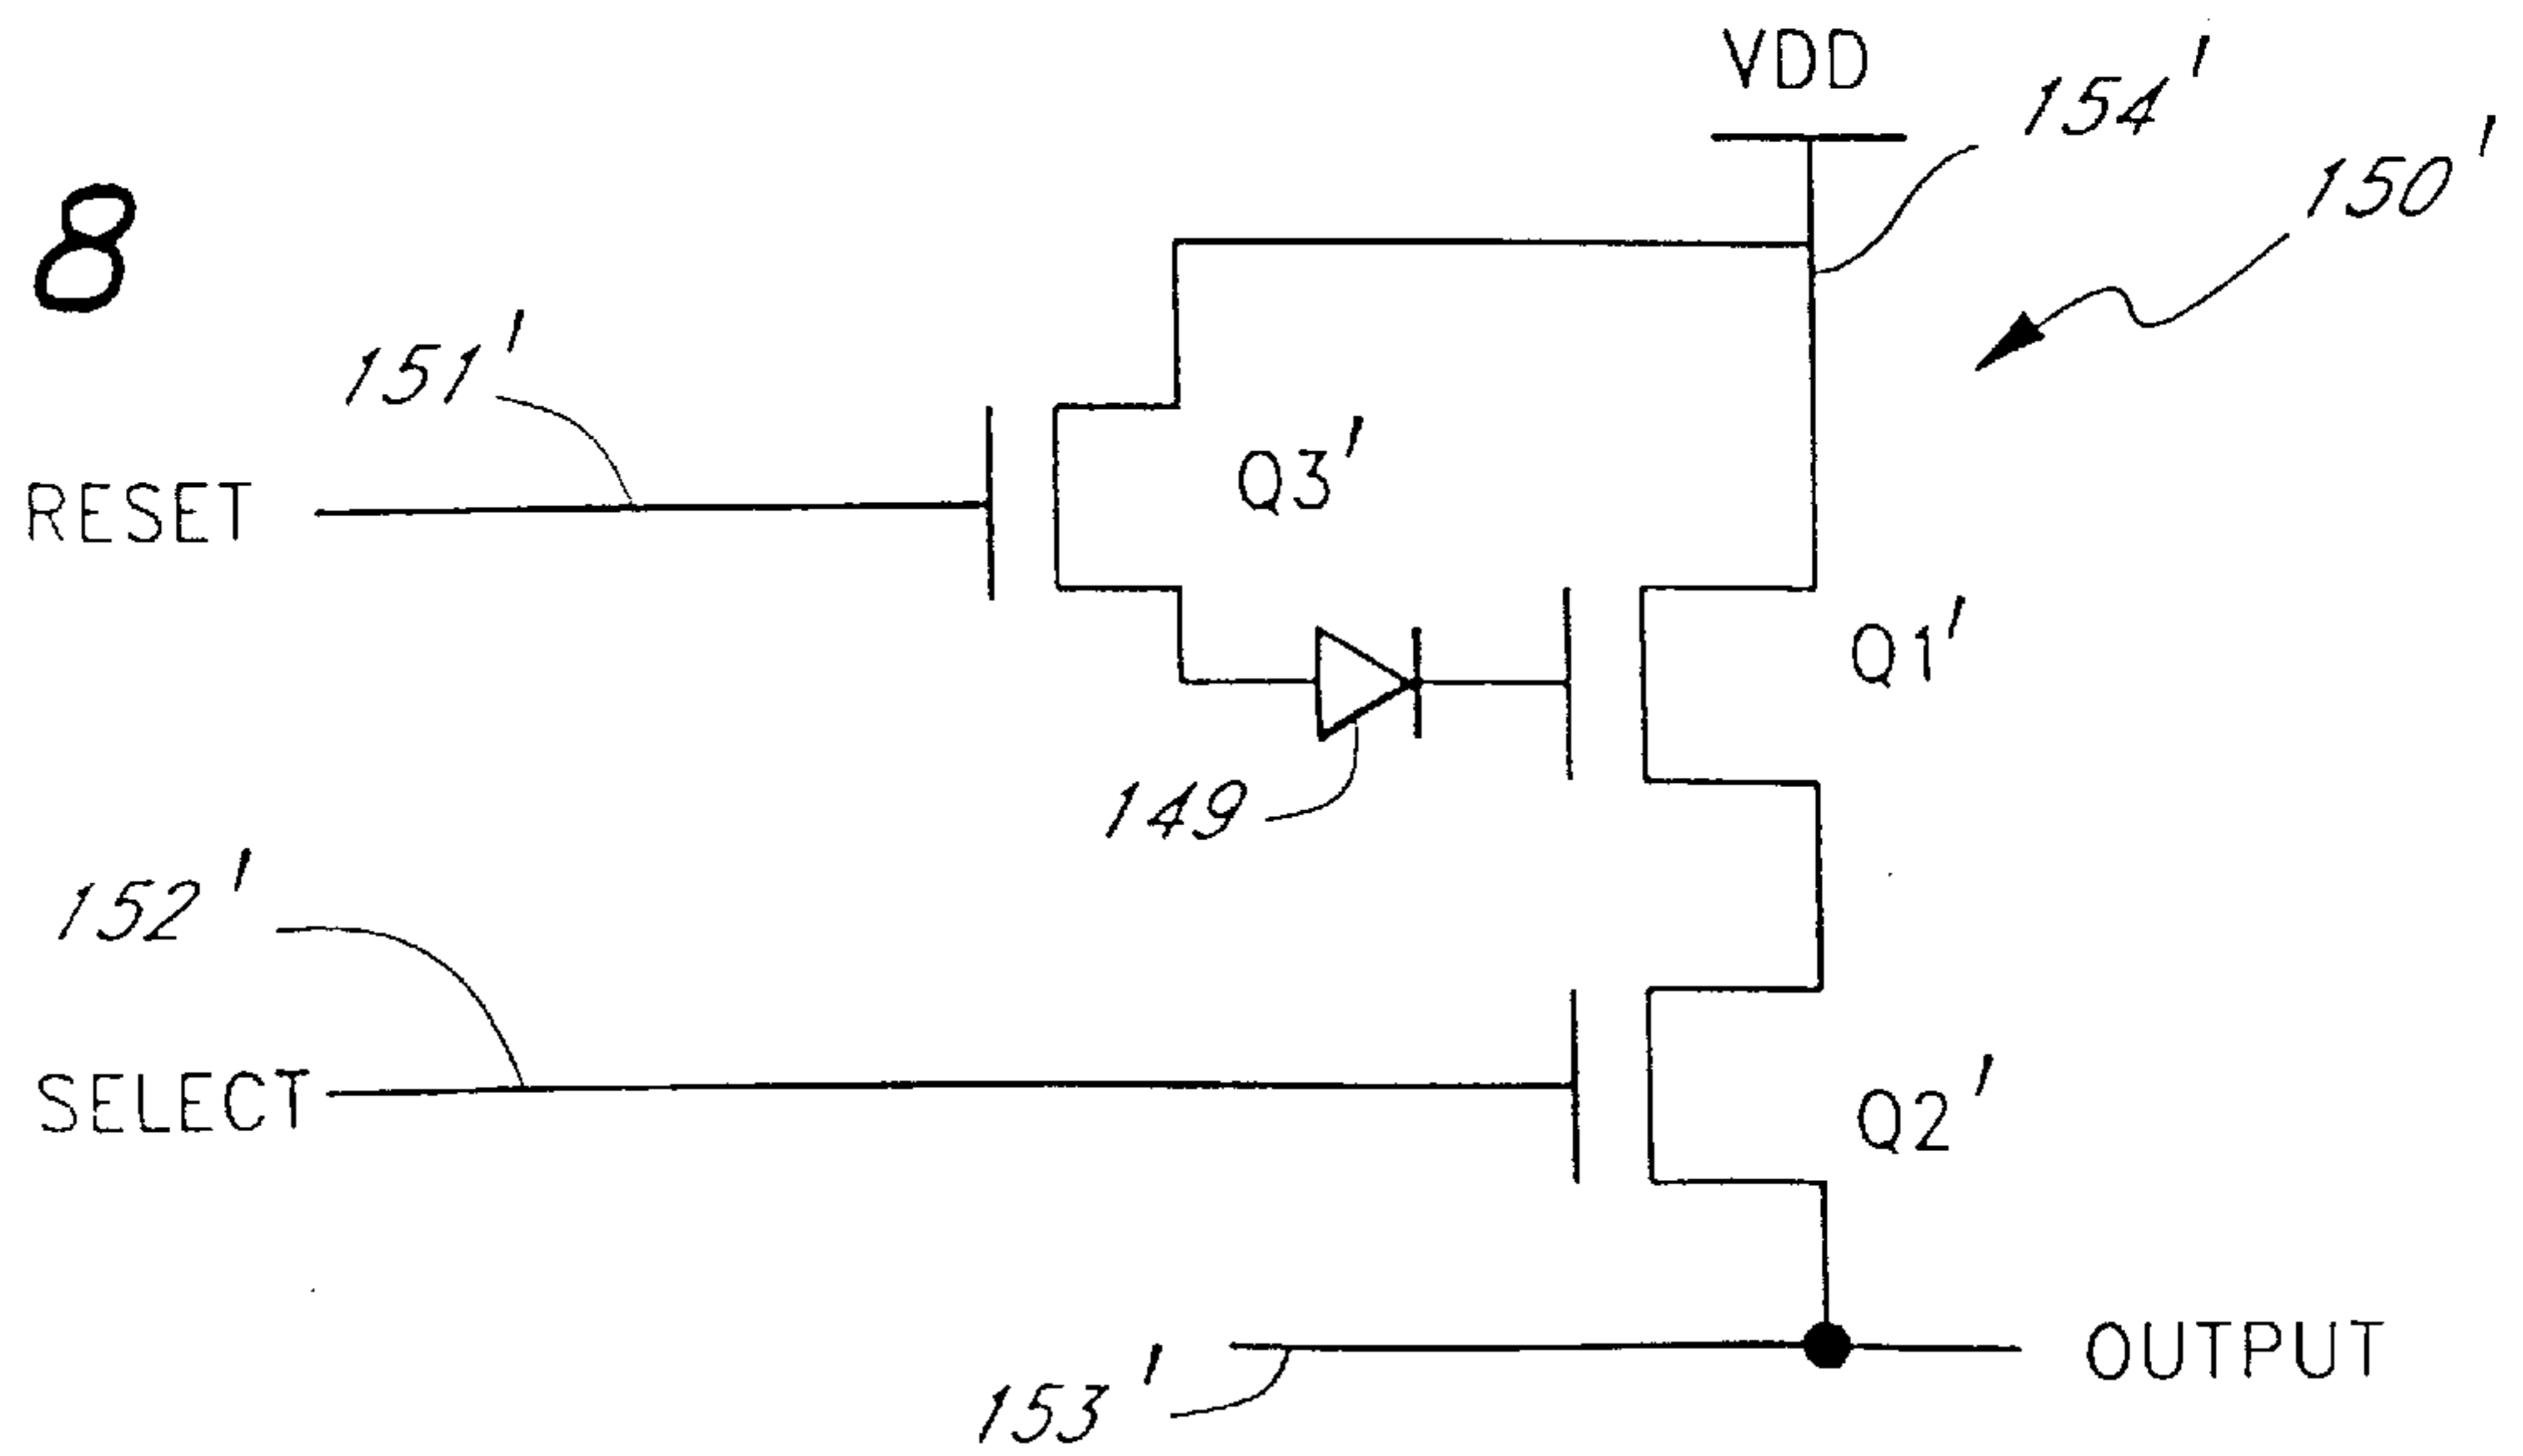 VDD
154'
150'
8
151'
RESET
Q3'
Q1'
149
152'
SELECT
Q2'
153'
OUTPUT